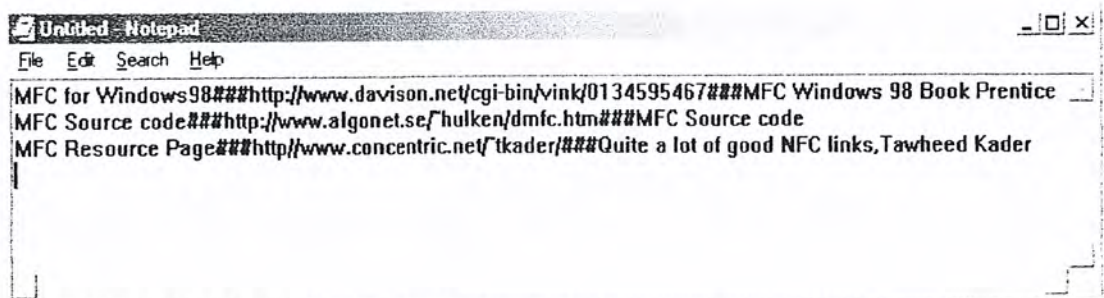 Untitled - Notepad
File Edit Search Help
MFC for Windows98###http://www.davison.net/cgi-bin/vink/0134595467###MFC Windows 98 Book Prentice
MFC Source code###http://www.algonet.se/~hulken/dmfc.htm###MFC Source code
MFC Resource Page###http//www.concentric.net/~tkader/###Quite a lot of good NFC links,Tawheed Kader